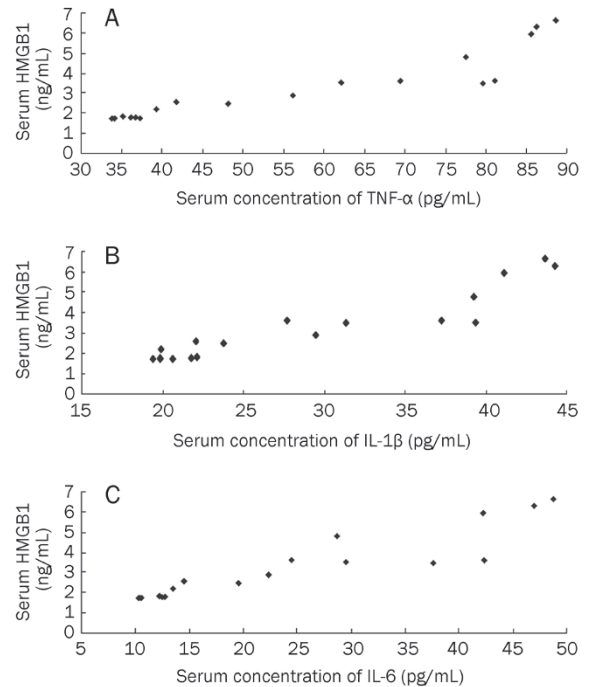 A
Serum HMGB1
(ng/mL)
7
6
5
4
3
2
1
0
30 35 40 45 50 55 60 65 70 75 80 85 90
Serum concentration of TNF-α (pg/mL)
B
Serum HMGB1
(ng/mL)
7
6
5
4
3
2
1
0
15 20 25 30 35 40 45
Serum concentration of IL-1β (pg/mL)
C
Serum HMGB1
(ng/mL)
7
6
5
4
3
2
1
0
5 10 15 20 25 30 35 40 45 50
Serum concentration of IL-6 (pg/mL)